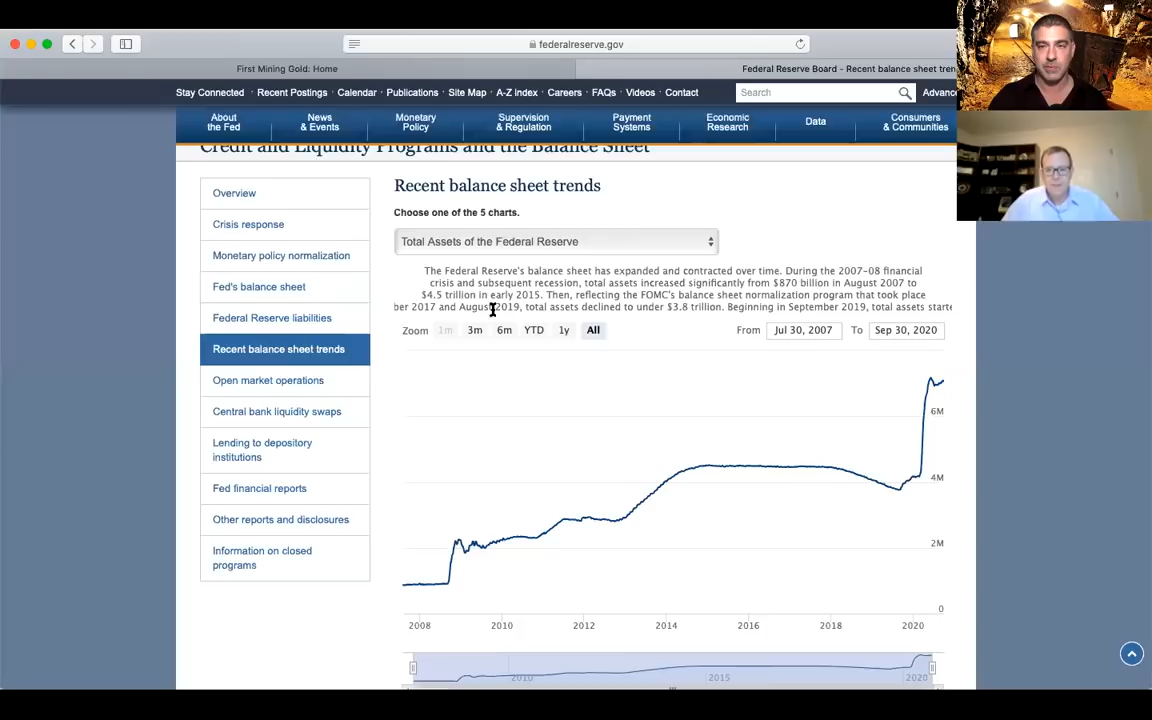 federalreserve.gov
First Mining Gold: Home
Federal Reserve Board - Recent balance sheet tren
Stay Connected Recent Postings Calendar Publications Site Map A-Z index Careers FAQs Videos Contact Search Advanc
About the Fed
News & Events
Monetary Policy
Supervision & Regulation
Payment Systems
Economic Research
Data
Consumers & Communities
Credit and Liquidity Programs and the Balance Sheet
Overview
Crisis response
Monetary policy normalization
Fed's balance sheet
Federal Reserve liabilities
Recent balance sheet trends
Open market operations
Central bank liquidity swaps
Lending to depository
institutions
Fed financial reports
Other reports and disclosures
Information on closed
programs
Recent balance sheet trends
Choose one of the 5 charts.
Total Assets of the Federal Reserve
The Federal Reserve's balance sheet has expanded and contracted over time. During the 2007-08 financial
crisis and subsequent recession, total assets increased significantly from $870 billion in August 2007 to
$4.5 trillion in early 2015. Then, reflecting the FOMC's balance sheet normalization program that took place
ber 2017 and August 2019, total assets declined to under $3.8 trillion. Beginning in September 2019, total assets starte
Zoom 1m 3m 6m YTD 1y All From Jul 30, 2007 To Sep 30, 2020
6M
4M
2M
0
2008 2010 2012 2014 2016 2018 2020
2010 2015 2020